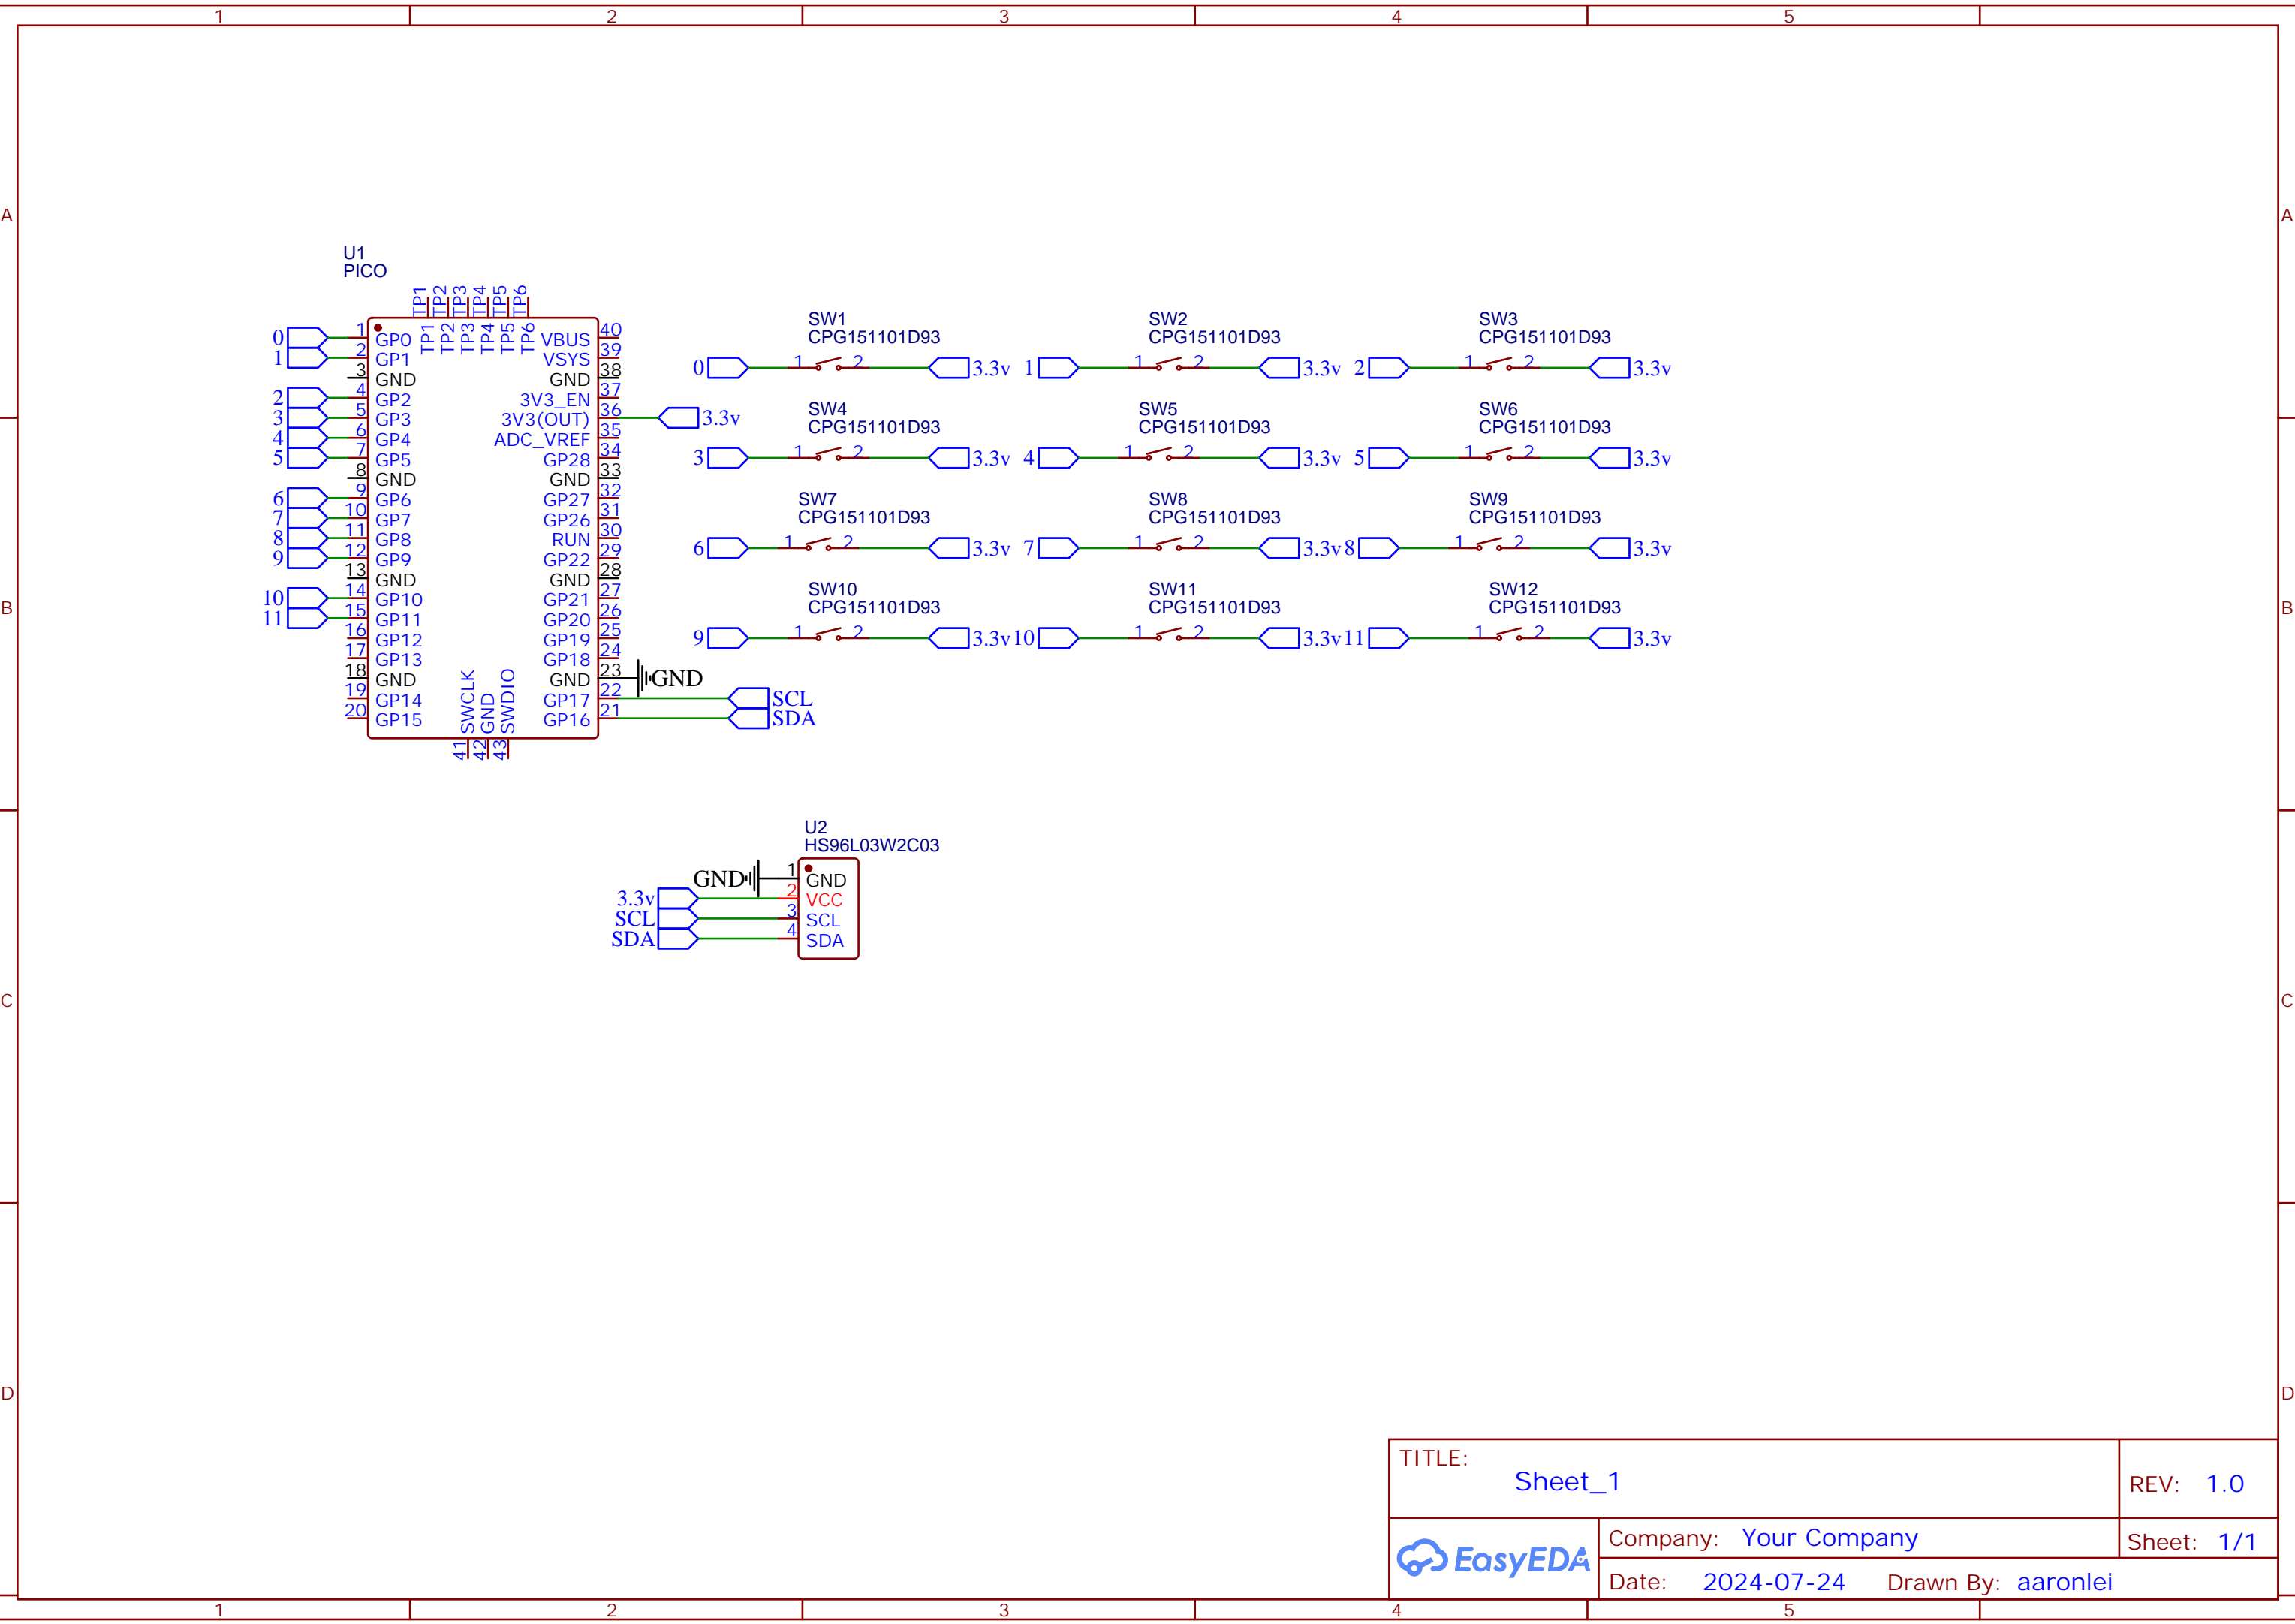 1 2 3 4 5
A A
B B
C C
D D
U1
PICO
TP1 TP2 TP3 TP4 TP5 TP6
TP1 TP2 TP3 TP4 TP5 TP6
0 1 GP0 VBUS 40
1 2 GP1 VSYS 39
3 GND GND 38
2 4 GP2 3V3_EN 37
3 5 GP3 3V3(OUT) 36 3.3v
4 6 GP4 ADC_VREF 35
5 7 GP5 GP28 34
8 GND GND 33
6 9 GP6 GP27 32
7 10 GP7 GP26 31
8 11 GP8 RUN 30
9 12 GP9 GP22 29
13 GND GND 28
10 14 GP10 GP21 27
11 15 GP11 GP20 26
16 GP12 GP19 25
17 GP13 GP18 24
18 GND GND 23 GND
19 GP14 GP17 22 SCL
20 GP15 GP16 21 SDA
SWCLK GND SWDIO
41 42 43
SW1 SW2 SW3
CPG151101D93 CPG151101D93 CPG151101D93
0 1 2 3.3v 1 1 2 3.3v 2 1 2 3.3v
SW4 SW5 SW6
CPG151101D93 CPG151101D93 CPG151101D93
3 1 2 3.3v 4 1 2 3.3v 5 1 2 3.3v
SW7 SW8 SW9
CPG151101D93 CPG151101D93 CPG151101D93
6 1 2 3.3v 7 1 2 3.3v 8 1 2 3.3v
SW10 SW11 SW12
CPG151101D93 CPG151101D93 CPG151101D93
9 1 2 3.3v 10 1 2 3.3v 11 1 2 3.3v
U2
HS96L03W2C03
GND 1 GND
3.3v 2 VCC
SCL 3 SCL
SDA 4 SDA
TITLE:
Sheet_1
REV: 1.0
EasyEDA
Company: Your Company
Sheet: 1/1
Date: 2024-07-24 Drawn By: aaronlei
1 2 3 4 5